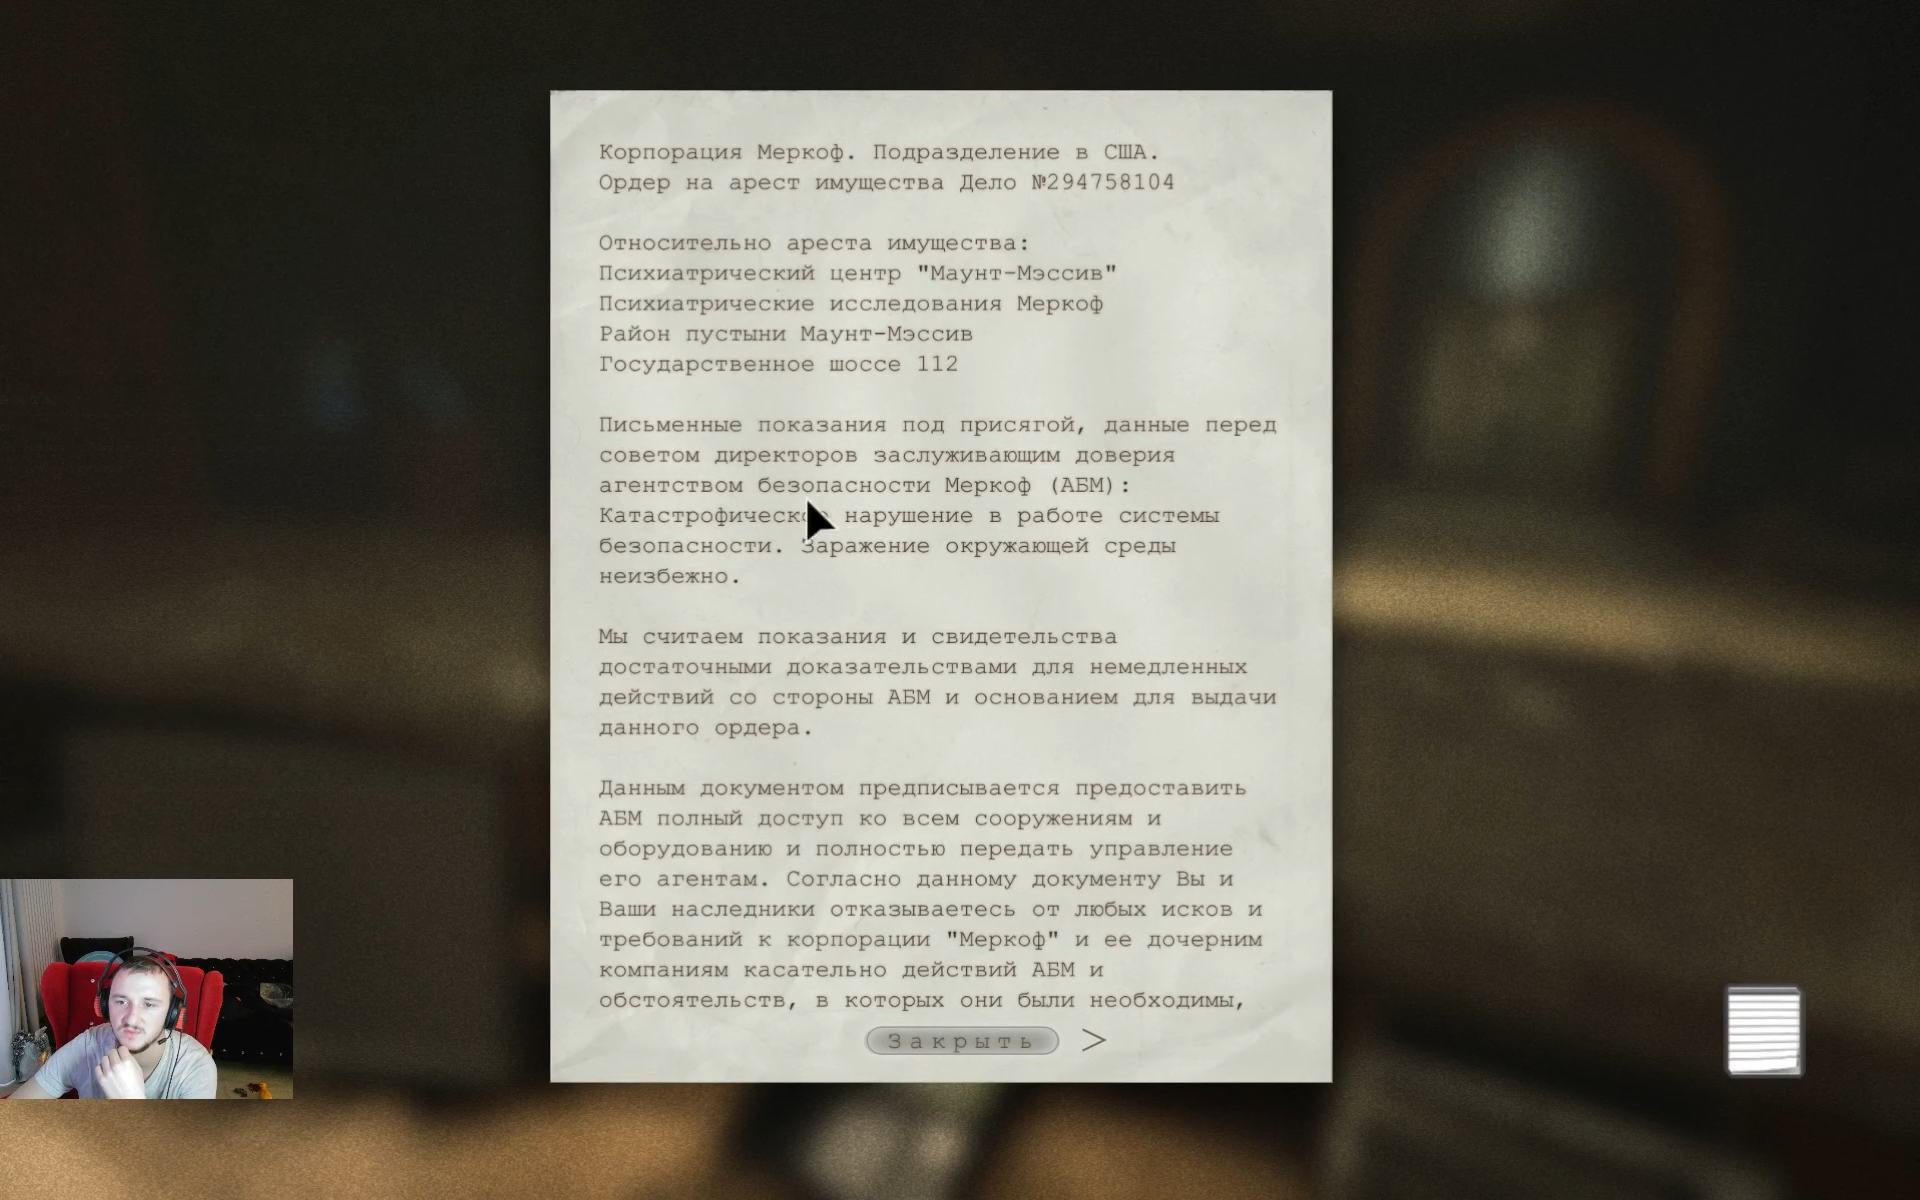 Корпорация Меркоф. Подразделение в США.
Ордер на арест имущества Дело №294758104
Относительно ареста имущества:
Психиатрический центр "Маунт-Мэссив"
Психиатрические исследования Меркоф
Район пустыни Маунт-Мэссив
Государственное шоссе 112
Письменные показания под присягой, данные перед
советом директоров заслуживающим доверия
агентством безопасности Меркоф (АБМ):
Катастрофическое нарушение в работе системы
безопасности. Заражение окружающей среды
неизбежно.
Мы считаем показания и свидетельства
достаточными доказательствами для немедленных
действий со стороны АБМ и основанием для выдачи
данного ордера.
Данным документом предписывается предоставить
АБМ полный доступ ко всем сооружениям и
оборудованию и полностью передать управление
его агентам. Согласно данному документу Вы и
Ваши наследники отказываетесь от любых исков и
требований к корпорации "Меркоф" и ее дочерним
компаниям касательно действий АБМ и
обстоятельств, в которых они были необходимы,
Закрыть >